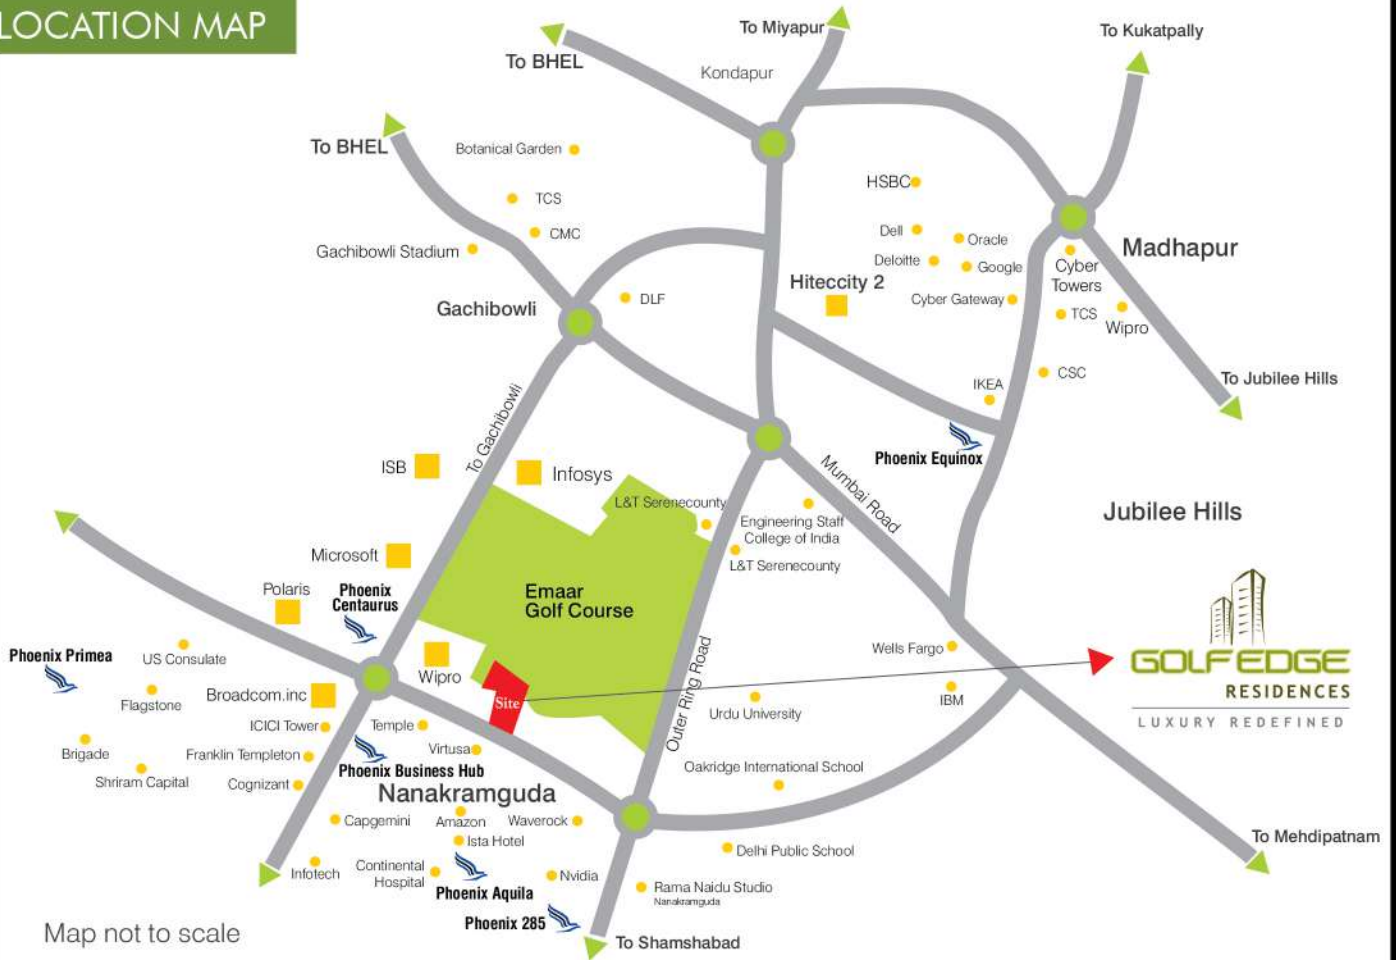 LOCATION MAP
To Miyapur
To Kukatpally
To BHEL
Kondapur
To BHEL
Botanical Garden
HSBC
TCS
CMC
Dell
Oracle
Madhapur
Gachibowli Stadium
Deloitte
Google
Cyber
Towers
Hiteccity 2
Gachibowli
DLF
Cyber Gateway
TCS
Wipro
To Jubilee Hills
CSC
IKEA
To Gachibowli
Phoenix Equinox
ISB
Infosys
Mumbai Road
L&T Serenecounty
Jubilee Hills
Engineering Staff
College of India
L&T Serenecounty
Microsoft
Polaris
Phoenix
Centaurus
Emaar
Golf Course
Phoenix Primea
US Consulate
Wells Fargo
GOLFEDGE
RESIDENCES
LUXURY REDEFINED
Wipro
Broadcom.inc
Flagstone
Site
Outer Ring Road
IBM
Urdu University
ICICI Tower
Temple
Virtusa
Brigade
Franklin Templeton
Phoenix Business Hub
Shriram Capital
Cognizant
Oakridge International School
Nanakramguda
Capgemini
Amazon
Waverock
Ista Hotel
To Mehdipatnam
Delhi Public School
Infotech
Continental
Hospital
Nvidia
Phoenix Aquila
Rama Naidu Studio
Nanakramguda
Phoenix 285
Map not to scale
To Shamshabad